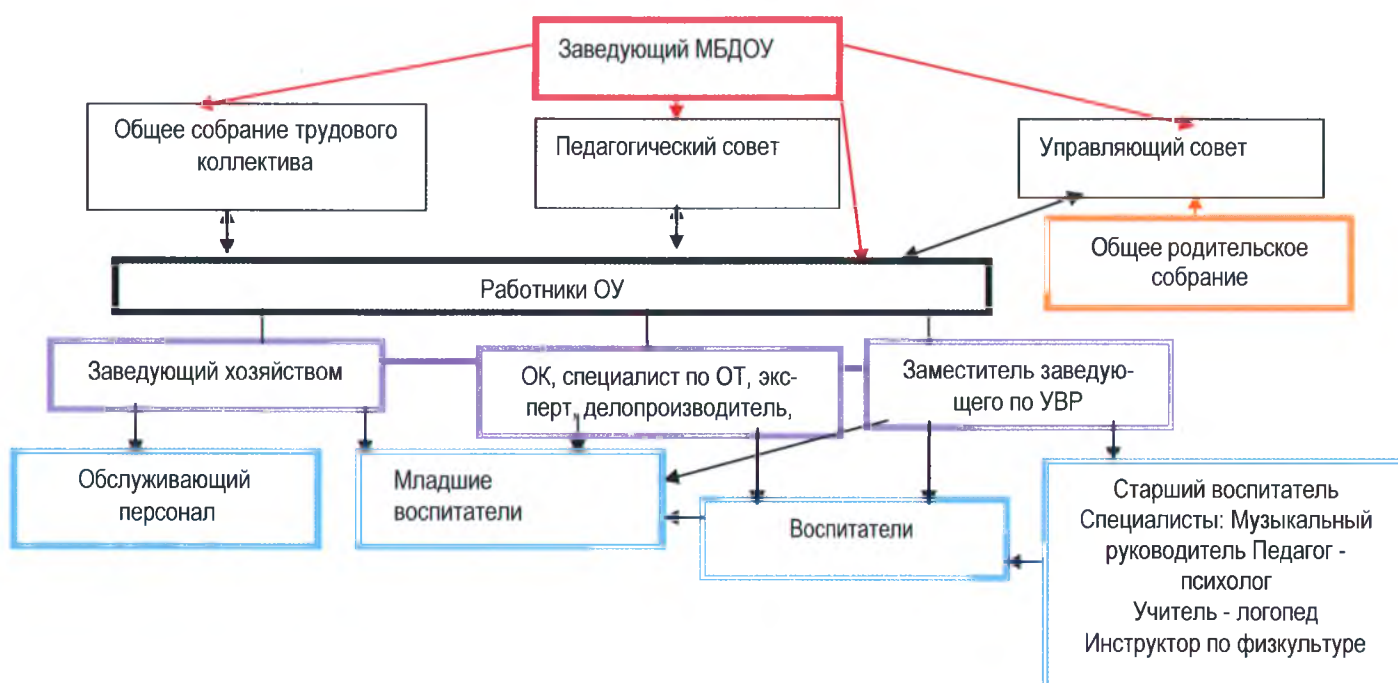 Заведующий МБДОУ
Общее собрание трудового
коллектива
Педагогический совет
Управляющий совет
Общее родительское
собрание
Работники ОУ
Заведующий хозяйством
ОК, специалист по ОТ, экс-
перт, делопроизводитель,
Заместитель заведую-
щего по УВР
Обслуживающий
персонал
Младшие
воспитатели
Воспитатели
Старший воспитатель
Специалисты: Музыкальный
руководитель Педагог -
психолог
Учитель - логопед
Инструктор по физкультуре